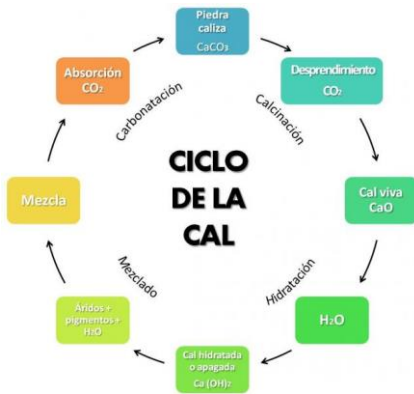 Piedra
caliza
CaCO₃
Desprendimiento
CO₂
Calcinación
Cal viva
CaO
Hidratación
H₂O
Cal hidratada
o apagada
Ca (OH)₂
Mezclado
Áridos +
pigmentos +
H₂O
Mezcla
Absorción
CO₂
Carbonatación
CICLO
DE LA
CAL